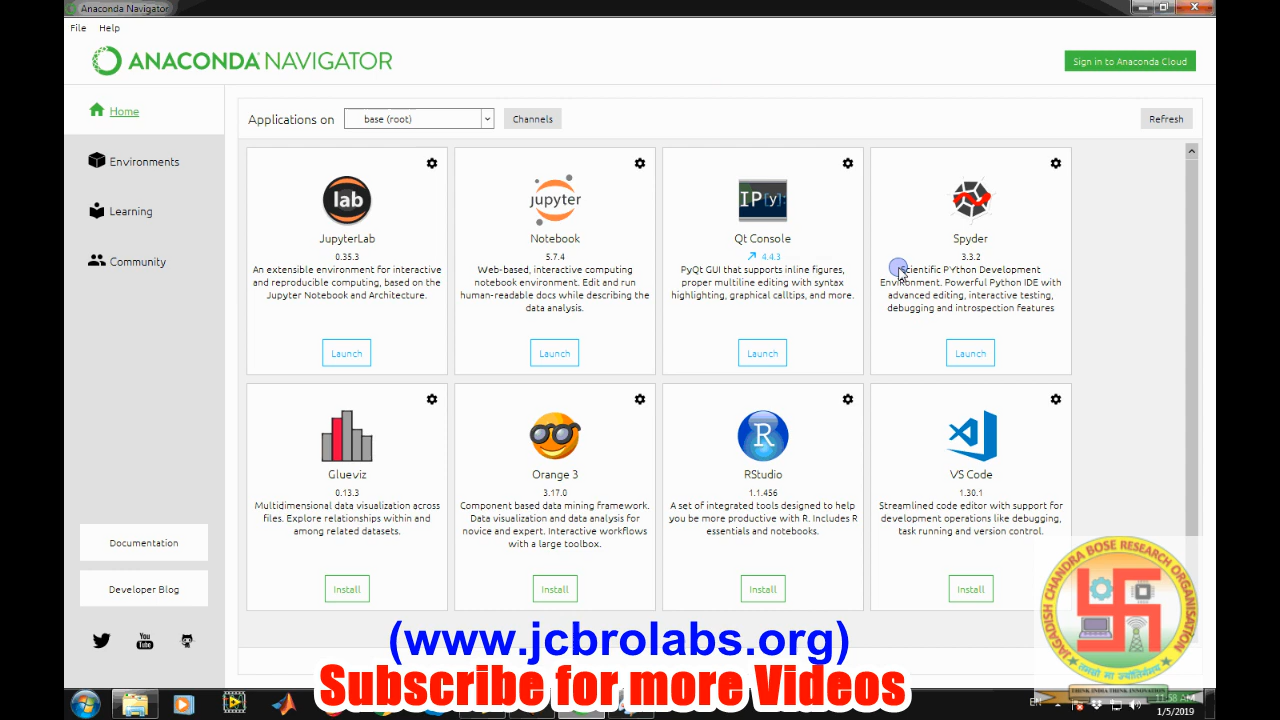 Anaconda Navigator
File Help
ANACONDA NAVIGATOR
Sign in to Anaconda Cloud
Home
Environments
Learning
Community
Documentation
Developer Blog
You
Tube
Applications on
base (root)
Channels
Refresh
lab
JupyterLab
0.35.3
An extensible environment for interactive
and reproducible computing, based on the
Jupyter Notebook and Architecture.
Launch
jupyter
Notebook
5.7.4
Web-based, interactive computing
notebook environment. Edit and run
human-readable docs while describing the
data analysis.
Launch
IP[y]:
Qt Console
4.4.3
PyQt GUI that supports inline figures,
proper multiline editing with syntax
highlighting, graphical calltips, and more.
Launch
Spyder
3.3.2
Scientific PYthon Development
Environment. Powerful Python IDE with
advanced editing, interactive testing,
debugging and introspection features
Launch
Glueviz
0.13.3
Multidimensional data visualization across
files. Explore relationships within and
among related datasets.
Install
Orange 3
3.17.0
Component based data mining framework.
Data visualization and data analysis for
novice and expert. Interactive workflows
with a large toolbox.
Install
R
RStudio
1.1.456
A set of integrated tools designed to help
you be more productive with R. Includes R
essentials and notebooks.
Install
VS Code
1.30.1
Streamlined code editor with support for
development operations like debugging,
task running and version control.
Install
JAGADISH CHANDRA BOSE RESEARCH ORGANISATION
THINK INDIA THINK INNOVATION
(www.jcbrolabs.org)
Subscribe for more Videos
EN
11:58 AM
1/5/2019